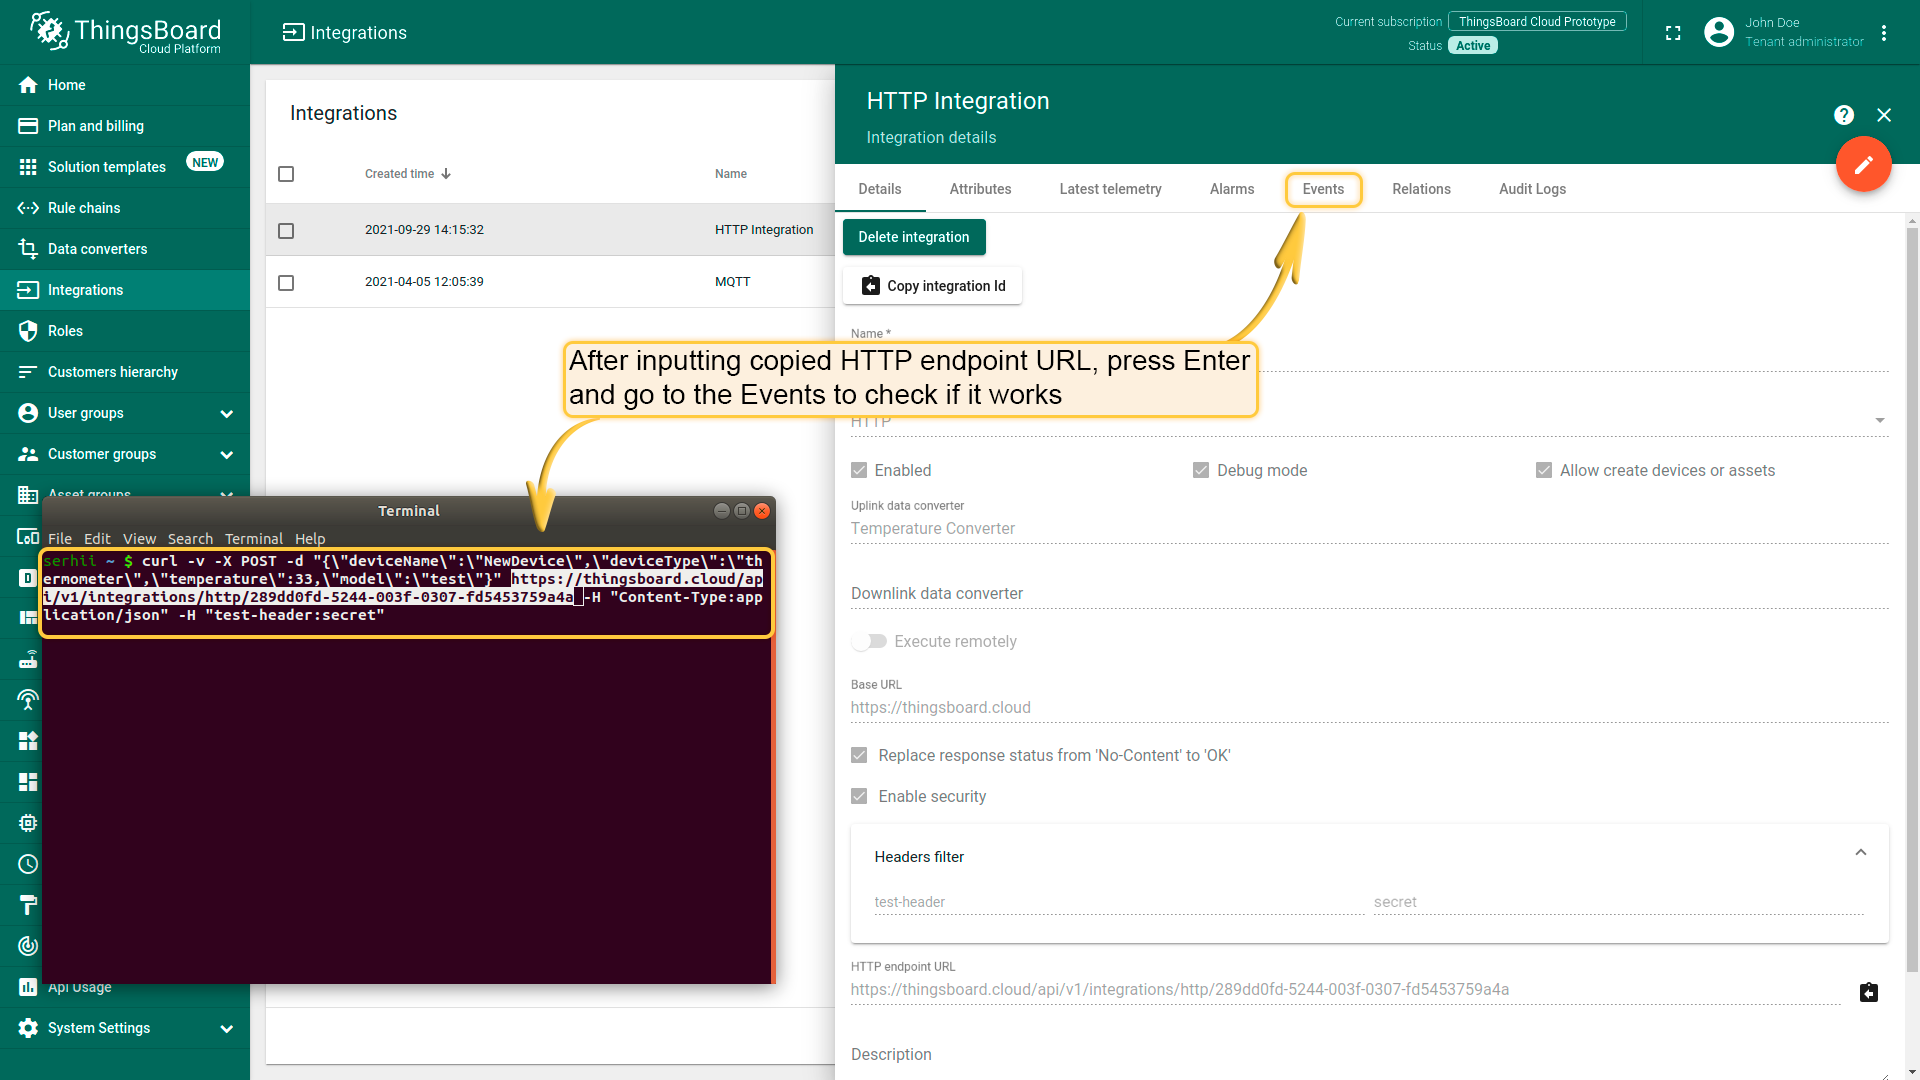 ThingsBoard
Cloud Platform
Integrations
Current subscription
ThingsBoard Cloud Prototype
Status
Active
John Doe
Tenant administrator
Home
Plan and billing
Solution templates
NEW
Rule chains
Data converters
Integrations
Roles
Customers hierarchy
User groups
Customer groups
Asset groups
D
Api Usage
System Settings
Integrations
Created time
Name
2021-09-29 14:15:32
HTTP Integration
2021-04-05 12:05:39
MQTT
HTTP Integration
Integration details
Details
Attributes
Latest telemetry
Alarms
Events
Relations
Audit Logs
Delete integration
Copy integration Id
Name *
After inputting copied HTTP endpoint URL, press Enter
and go to the Events to check if it works
HTTP
Enabled
Debug mode
Allow create devices or assets
Uplink data converter
Temperature Converter
Downlink data converter
Execute remotely
Base URL
https://thingsboard.cloud
Replace response status from 'No-Content' to 'OK'
Enable security
Headers filter
test-header
secret
HTTP endpoint URL
https://thingsboard.cloud/api/v1/integrations/http/289dd0fd-5244-003f-0307-fd5453759a4a
Description
Terminal
File Edit View Search Terminal Help
serhii ~ $ curl -v -X POST -d "{\"deviceName\":\"NewDevice\",\"deviceType\":\"th
ermometer\",\"temperature\":33,\"model\":\"test\"}" https://thingsboard.cloud/ap
i/v1/integrations/http/289dd0fd-5244-003f-0307-fd5453759a4a -H "Content-Type:app
lication/json" -H "test-header:secret"